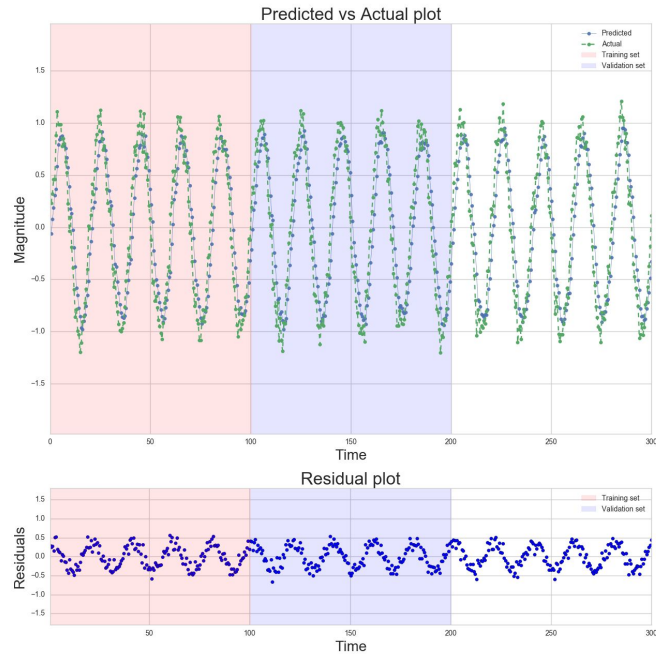 Predicted vs Actual plot
Predicted
Actual
Training set
Validation set
1.5
1.0
0.5
0.0
−0.5
−1.0
−1.5
Magnitude
0 50 100 150 200 250 300
Time
Residual plot
Training set
Validation set
1.5
1.0
0.5
0.0
−0.5
−1.0
−1.5
Residuals
50 100 150 200 250 300
Time